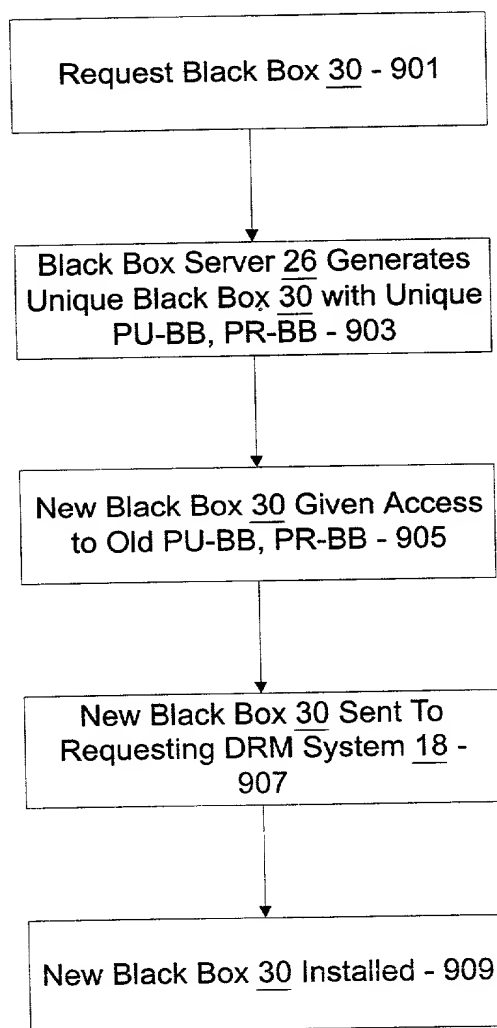 Request Black Box 30 - 901
Black Box Server 26 Generates
Unique Black Box 30 with Unique
PU-BB, PR-BB - 903
New Black Box 30 Given Access
to Old PU-BB, PR-BB - 905
New Black Box 30 Sent To
Requesting DRM System 18 -
907
New Black Box 30 Installed - 909